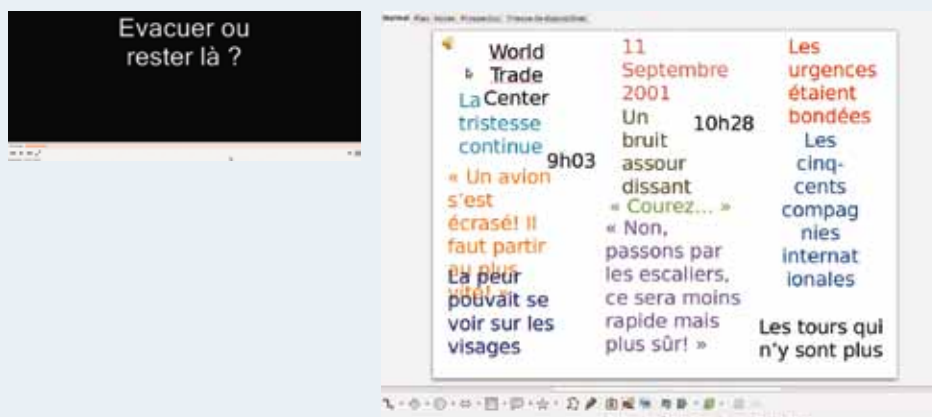 Evacuer ou
rester là ?
World
Trade
Center
La
tristesse
continue
9h03
« Un avion
s'est
écrasé! Il
faut partir
au plus
vite! »
La peur
pouvait se
voir sur les
visages
11
Septembre
2001
Un
bruit
assour
dissant
10h28
« Courez... »
« Non,
passons par
les escaliers,
ce sera moins
rapide mais
plus sûr! »
Les
urgences
étaient
bondées
Les
cinq-
cents
compag
nies
internat
ionales
Les tours qui
n'y sont plus